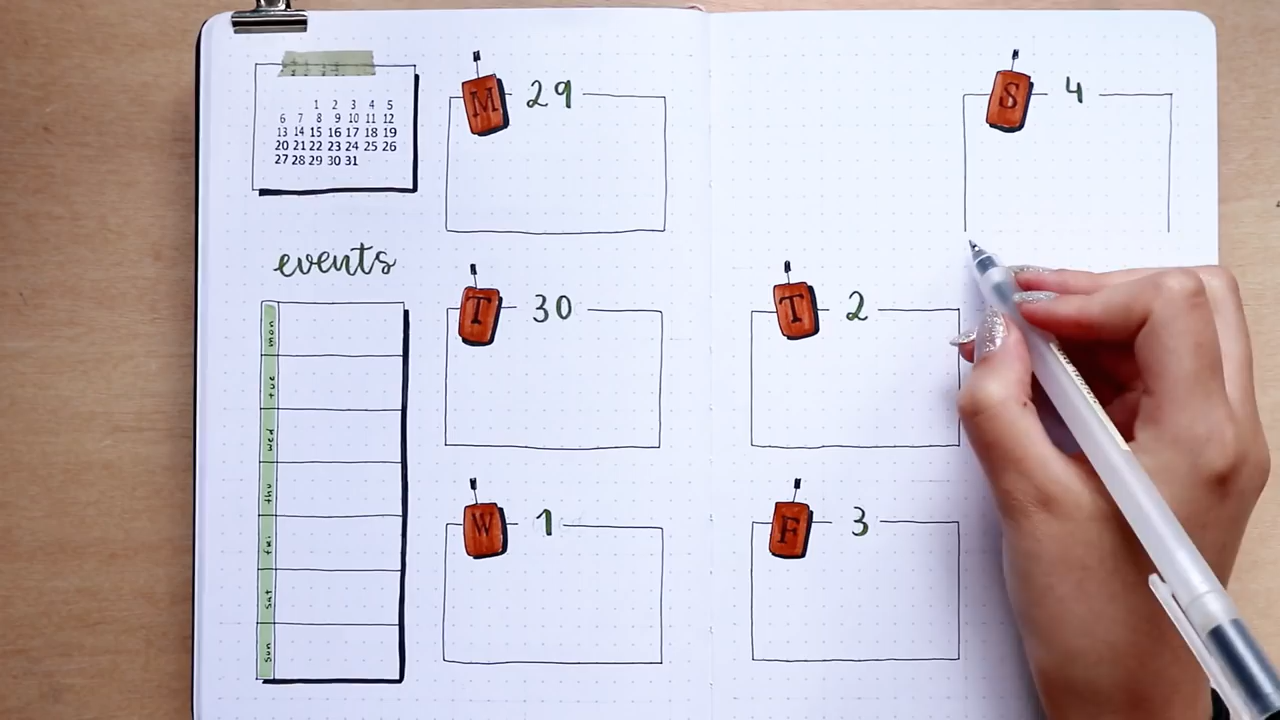 1 2 3 4 5
6 7 8 9 10 11 12
13 14 15 16 17 18 19
20 21 22 23 24 25 26
27 28 29 30 31
events
mon
tue
wed
thu
fri
sat
sun
M 29
T 30
W 1
T 2
F 3
S 4